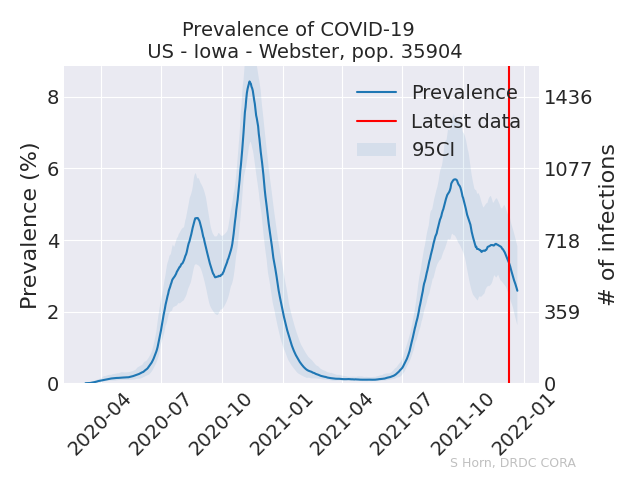 Prevalence of COVID-19
US - Iowa - Webster, pop. 35904
Prevalence (%)
8
6
4
2
0
Prevalence
Latest data
95CI
1436
1077
718
359
0
# of infections
2020-04
2020-07
2020-10
2021-01
2021-04
2021-07
2021-10
2022-01
S Horn, DRDC CORA